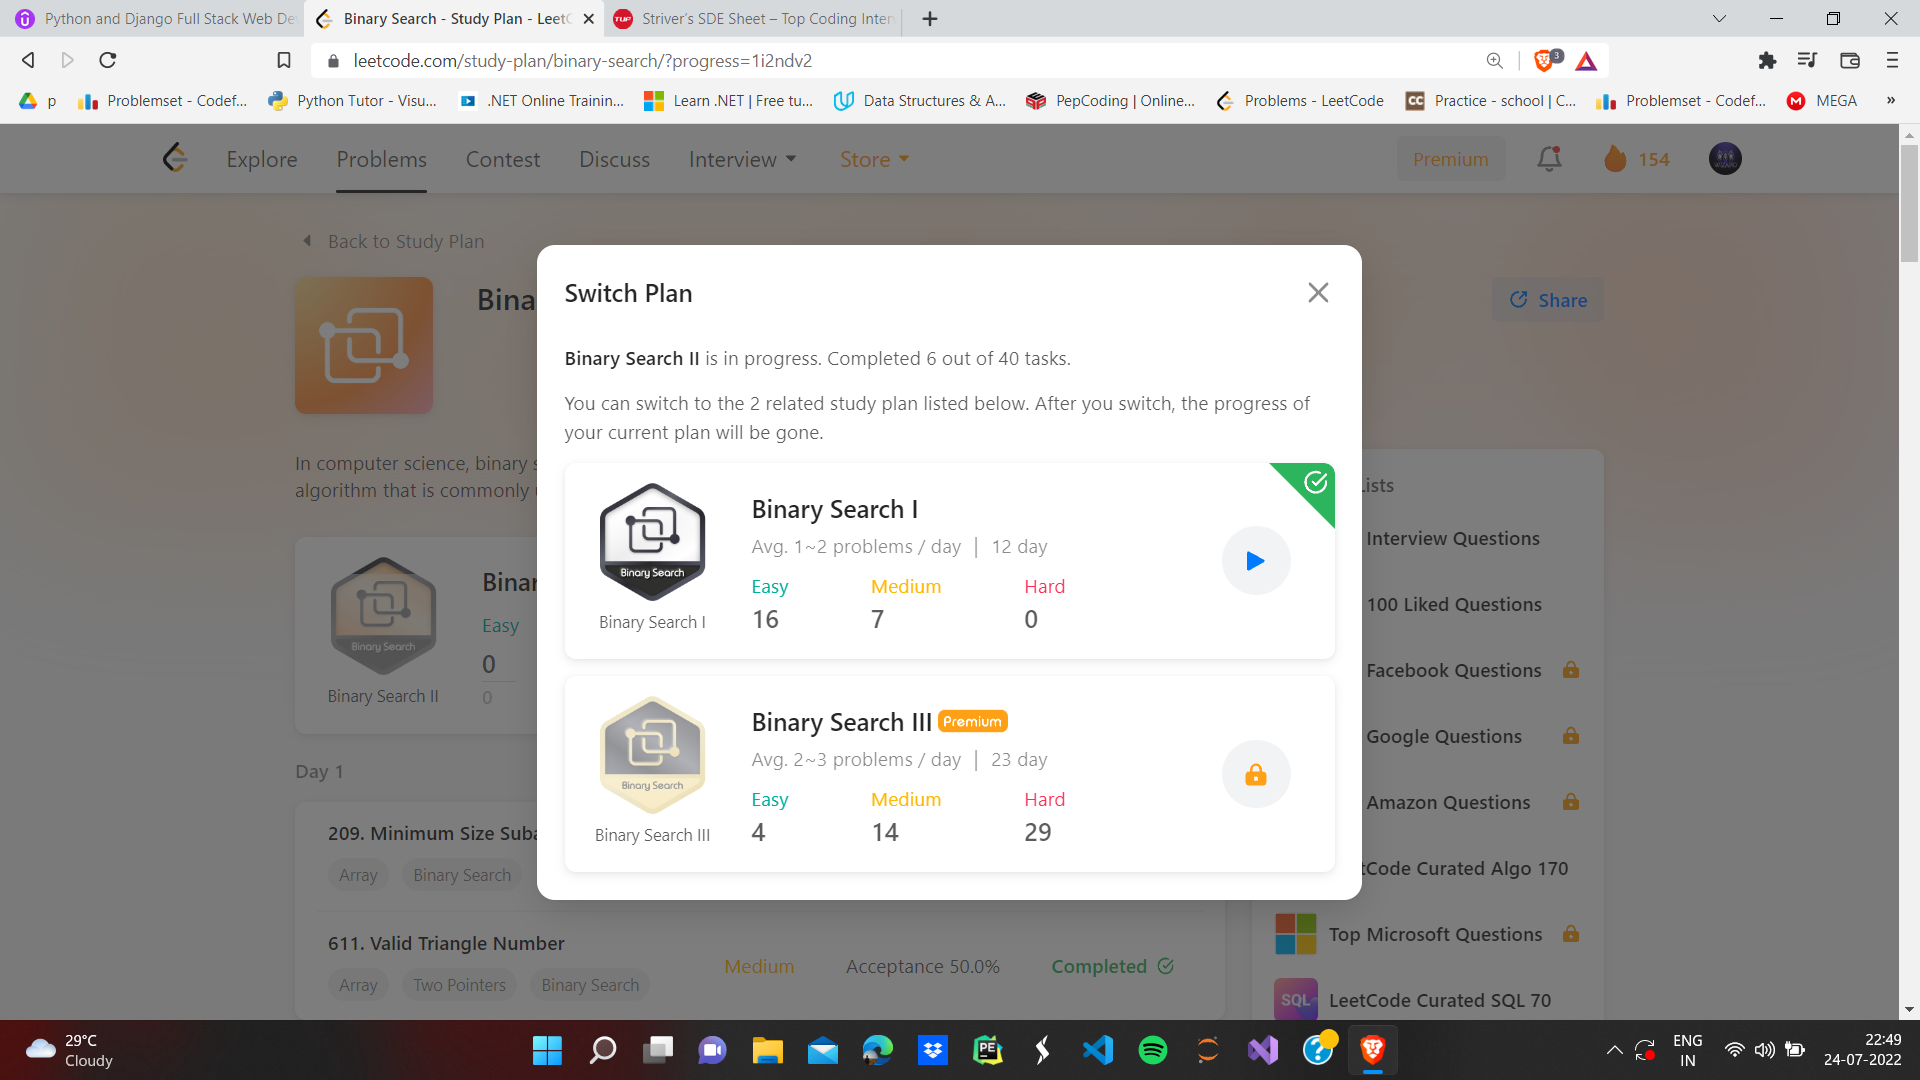 Python and Django Full Stack Web De
Binary Search - Study Plan - LeetC
Striver's SDE Sheet – Top Coding Inter
leetcode.com/study-plan/binary-search/?progress=1i2ndv2
3
p
Problemset - Codef...
Python Tutor - Visu...
.NET Online Trainin...
Learn .NET | Free tu...
Data Structures & A...
PepCoding | Online...
Problems - LeetCode
Practice - school | C...
Problemset - Codef...
MEGA
»
Explore
Problems
Contest
Discuss
Interview
Store
Premium
154
Back to Study Plan
Bina
Share
Switch Plan
Binary Search II is in progress. Completed 6 out of 40 tasks.
You can switch to the 2 related study plan listed below. After you switch, the progress of
your current plan will be gone.
In computer science, binary s
algorithm that is commonly
Binary Search
Binary Search II
Binar
Easy
0
0
Binary Search
Binary Search I
Binary Search I
Avg. 1~2 problems / day | 12 day
Easy Medium Hard
16 7 0
Binary Search
Binary Search III
Binary Search III Premium
Avg. 2~3 problems / day | 23 day
Easy Medium Hard
4 14 29
Day 1
209. Minimum Size Suba
Array Binary Search
611. Valid Triangle Number
Array Two Pointers Binary Search
Medium
Acceptance 50.0%
Completed
Lists
Interview Questions
100 Liked Questions
Facebook Questions
Google Questions
Amazon Questions
tCode Curated Algo 170
Top Microsoft Questions
SQL
LeetCode Curated SQL 70
29°C
Cloudy
PE
ENG
IN
22:49
24-07-2022